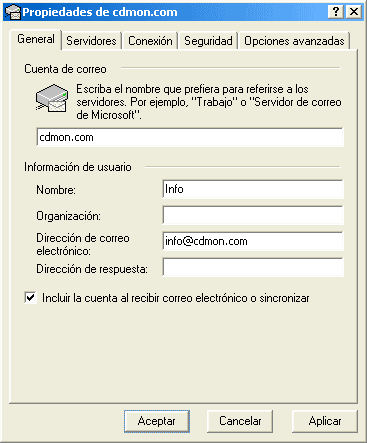 Propiedades de cdmon.com
General Servidores Conexión Seguridad Opciones avanzadas
Cuenta de correo
Escriba el nombre que prefiera para referirse a los
servidores. Por ejemplo, "Trabajo" o "Servidor de correo
de Microsoft".
cdmon.com
Información de usuario
Nombre: Info
Organización:
Dirección de correo
electrónico: info@cdmon.com
Dirección de respuesta:
Incluir la cuenta al recibir correo electrónico o sincronizar
Aceptar Cancelar Aplicar